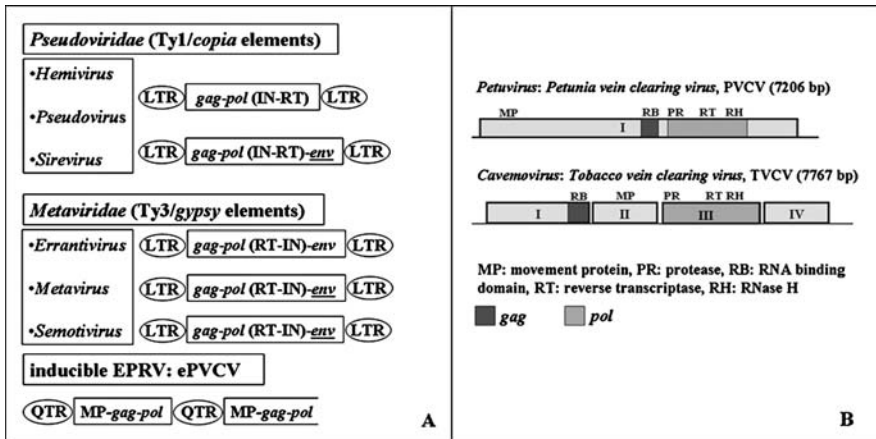 Pseudoviridae (Ty1/copia elements)
•Hemivirus
•Pseudovirus
•Sirevirus
LTR gag-pol (IN-RT) LTR
LTR gag-pol (IN-RT)-env LTR
Metaviridae (Ty3/gypsy elements)
•Errantivirus LTR gag-pol (RT-IN)-env LTR
•Metavirus LTR gag-pol (RT-IN)-env LTR
•Semotivirus LTR gag-pol (RT-IN)-env LTR
inducible EPRV: ePVCV
QTR MP-gag-pol QTR MP-gag-pol
A
Petuvirus: Petunia vein clearing virus, PVCV (7206 bp)
MP RB PR RT RH
I
Cavemovirus: Tobacco vein clearing virus, TVCV (7767 bp)
RB MP PR RT RH
I II III IV
MP: movement protein, PR: protease, RB: RNA binding
domain, RT: reverse transcriptase, RH: RNase H
gag pol
B